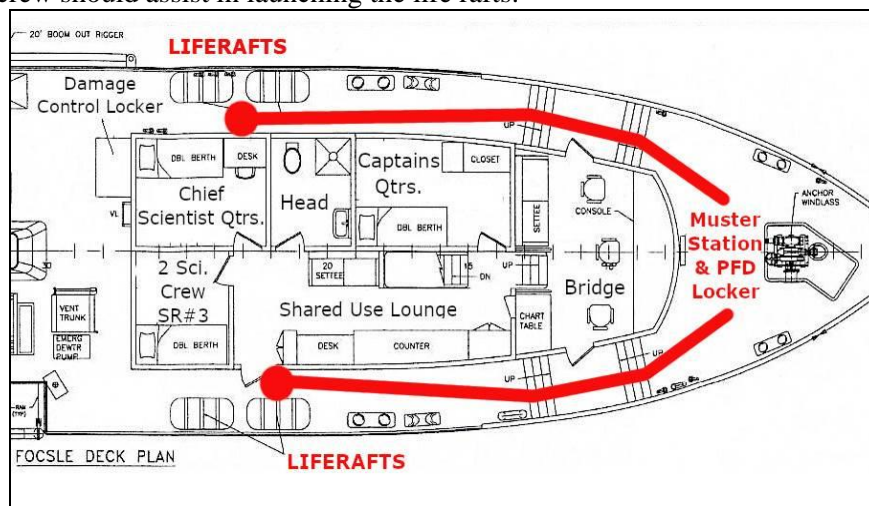 crew should assist in launching the life rafts.
20' BOOM OUT RIGGER
LIFERAFTS
Damage
Control Locker
UP
DBL BERTH
DESK
Chief
Scientist Qtrs.
Head
Captains
Qtrs.
CLOSET
DBL BERTH
SETTEE
CONSOLE
ANCHOR
WINDLASS
Muster
Station
& PFD
Locker
VL
2 Sci.
Crew
SR#3
20
SETTEE
15
DN
UP
Shared Use Lounge
Bridge
CHART
TABLE
VENT
TRUNK
EMERG
DEWTR
PUMP
DBL BERTH
DESK
COUNTER
UP
UP
FOCSLE DECK PLAN
LIFERAFTS